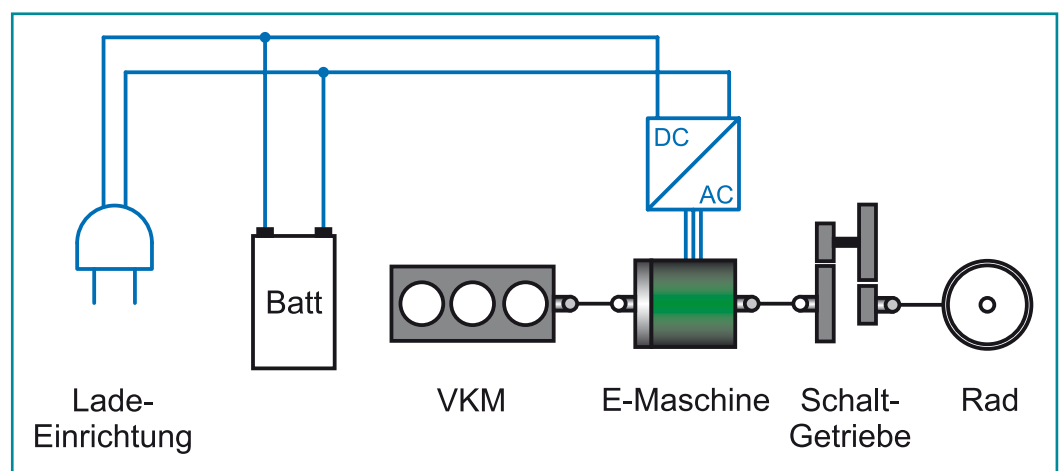 DC
AC
Batt
Lade-
Einrichtung
VKM
E-Maschine
Schalt-
Getriebe
Rad